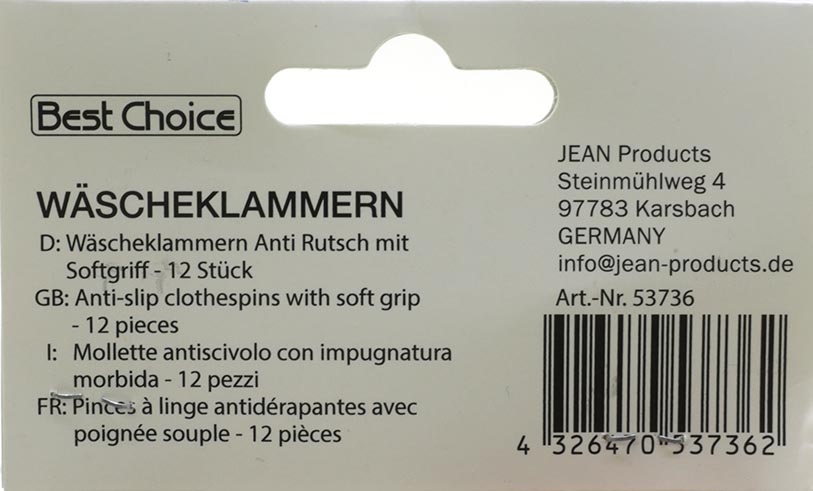 Best Choice
WÄSCHEKLAMMERN
D: Wäscheklammern Anti Rutsch mit
Softgriff - 12 Stück
GB: Anti-slip clothespins with soft grip
- 12 pieces
I: Mollette antiscivolo con impugnatura
morbida - 12 pezzi
FR: Pinces à linge antidérapantes avec
poignée souple - 12 pièces
JEAN Products
Steinmühlweg 4
97783 Karsbach
GERMANY
info@jean-products.de
Art.-Nr. 53736
4 326470 537362